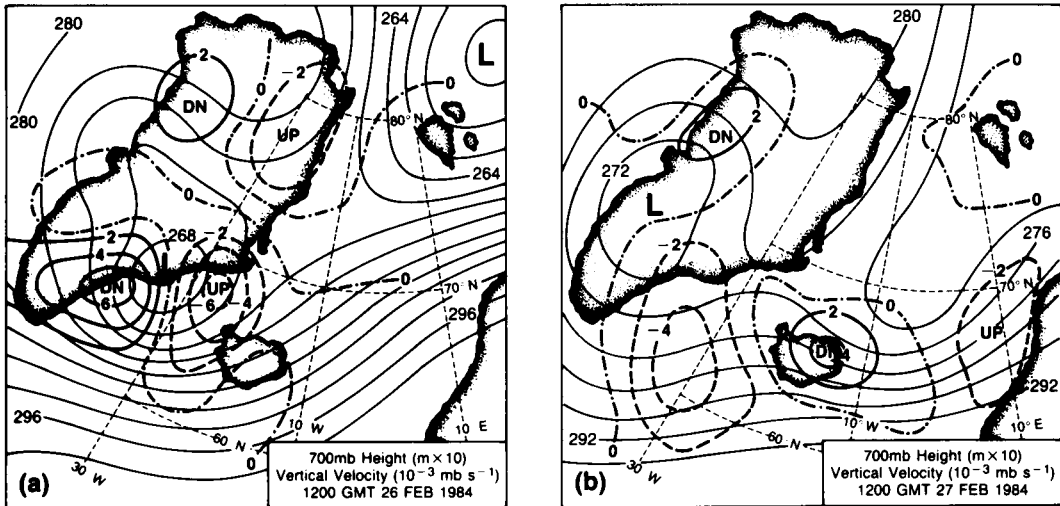 280
264
L
2
0
-2
DN
UP
0
80° N
280
264
0
2
-2
4
268
DN
UP
6
6
-4
0
70° N
296
296
0
10° W
10° E
60 N
30 W
(a)
700mb Height (m × 10)
Vertical Velocity (10⁻³ mb s⁻¹)
1200 GMT 26 FEB 1984
280
0
0
2
DN
80° N
272
L
0
276
-2
-2
70° N
0
2
-4
DN
4
UP
292
292
0
0
10° W
10° E
60 N
30 W
(b)
700mb Height (m × 10)
Vertical Velocity (10⁻³ mb s⁻¹)
1200 GMT 27 FEB 1984